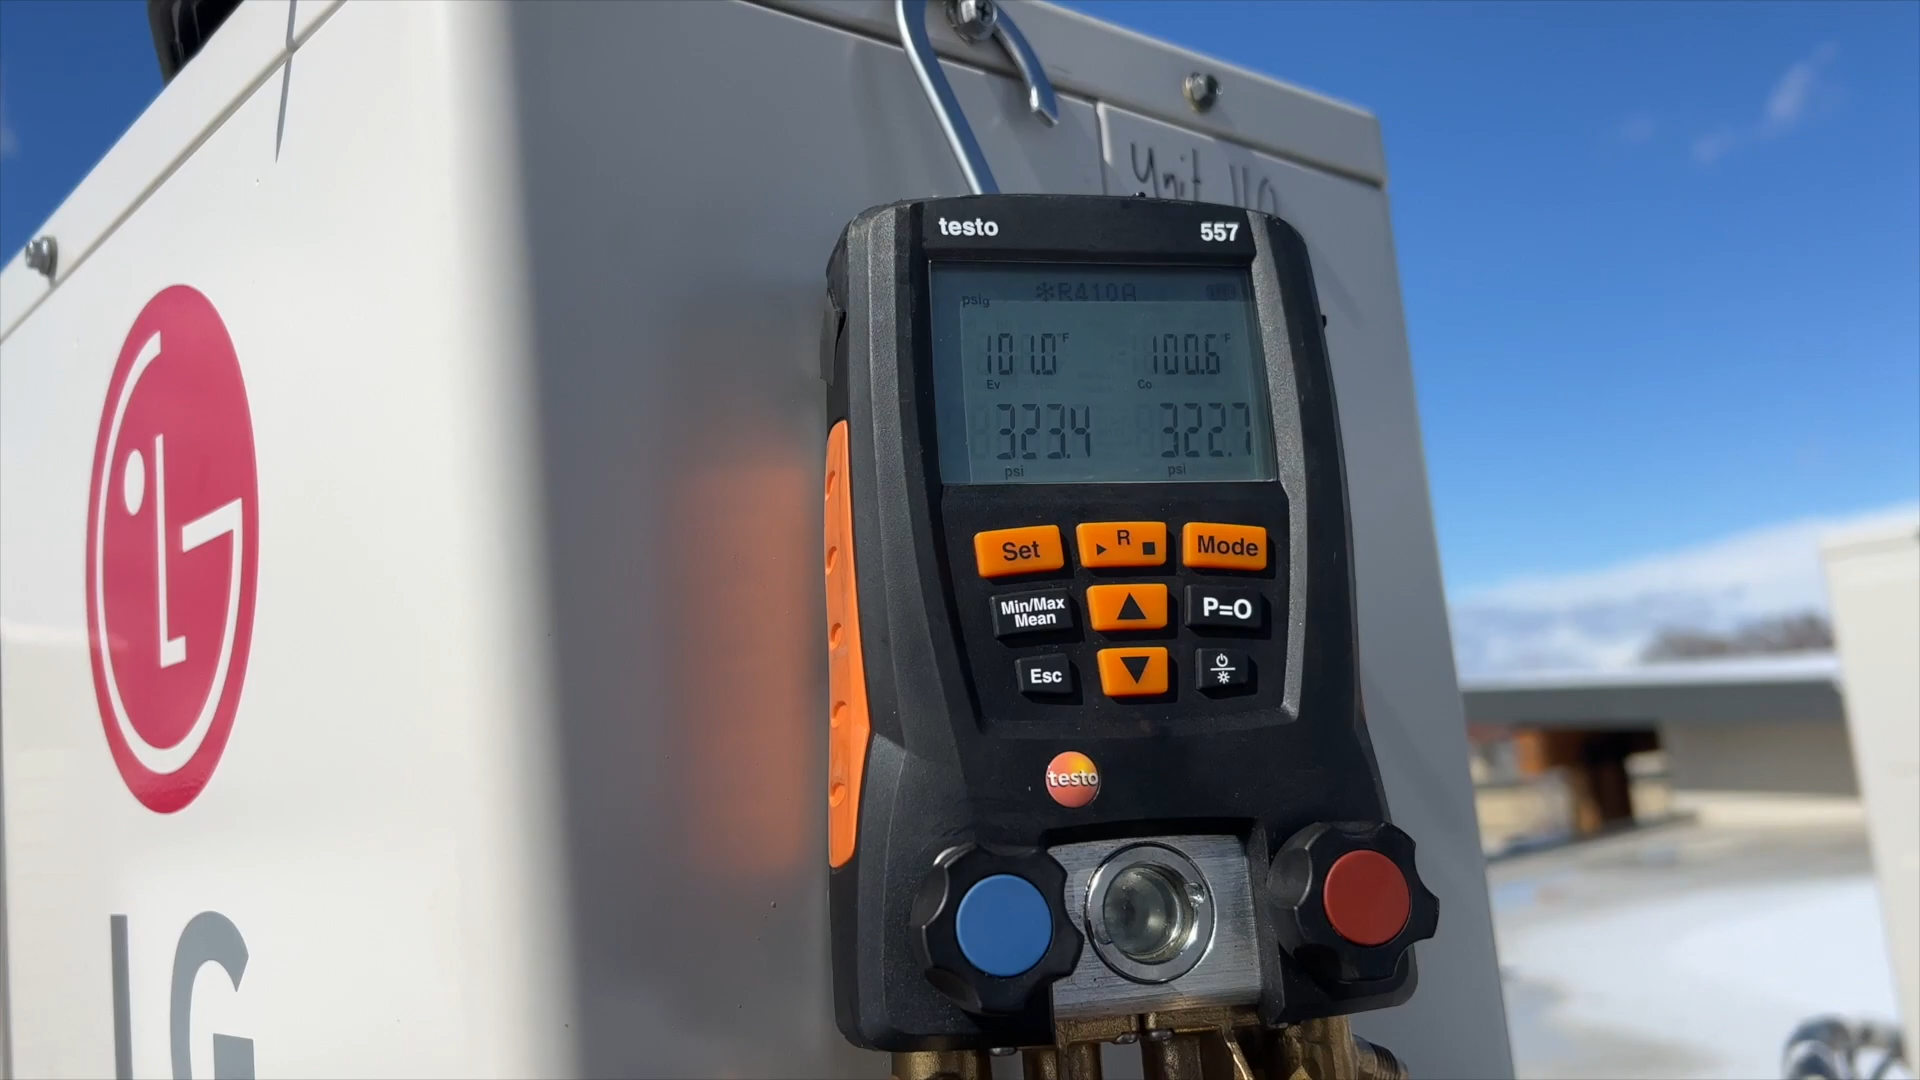 Unit
testo 557
R410A
psig
101.0 °F 100.6 °F
Ev Co
323.4 322.7
psi psi
Set R Mode
Min/Max
Mean
P=O
Esc
testo
LG